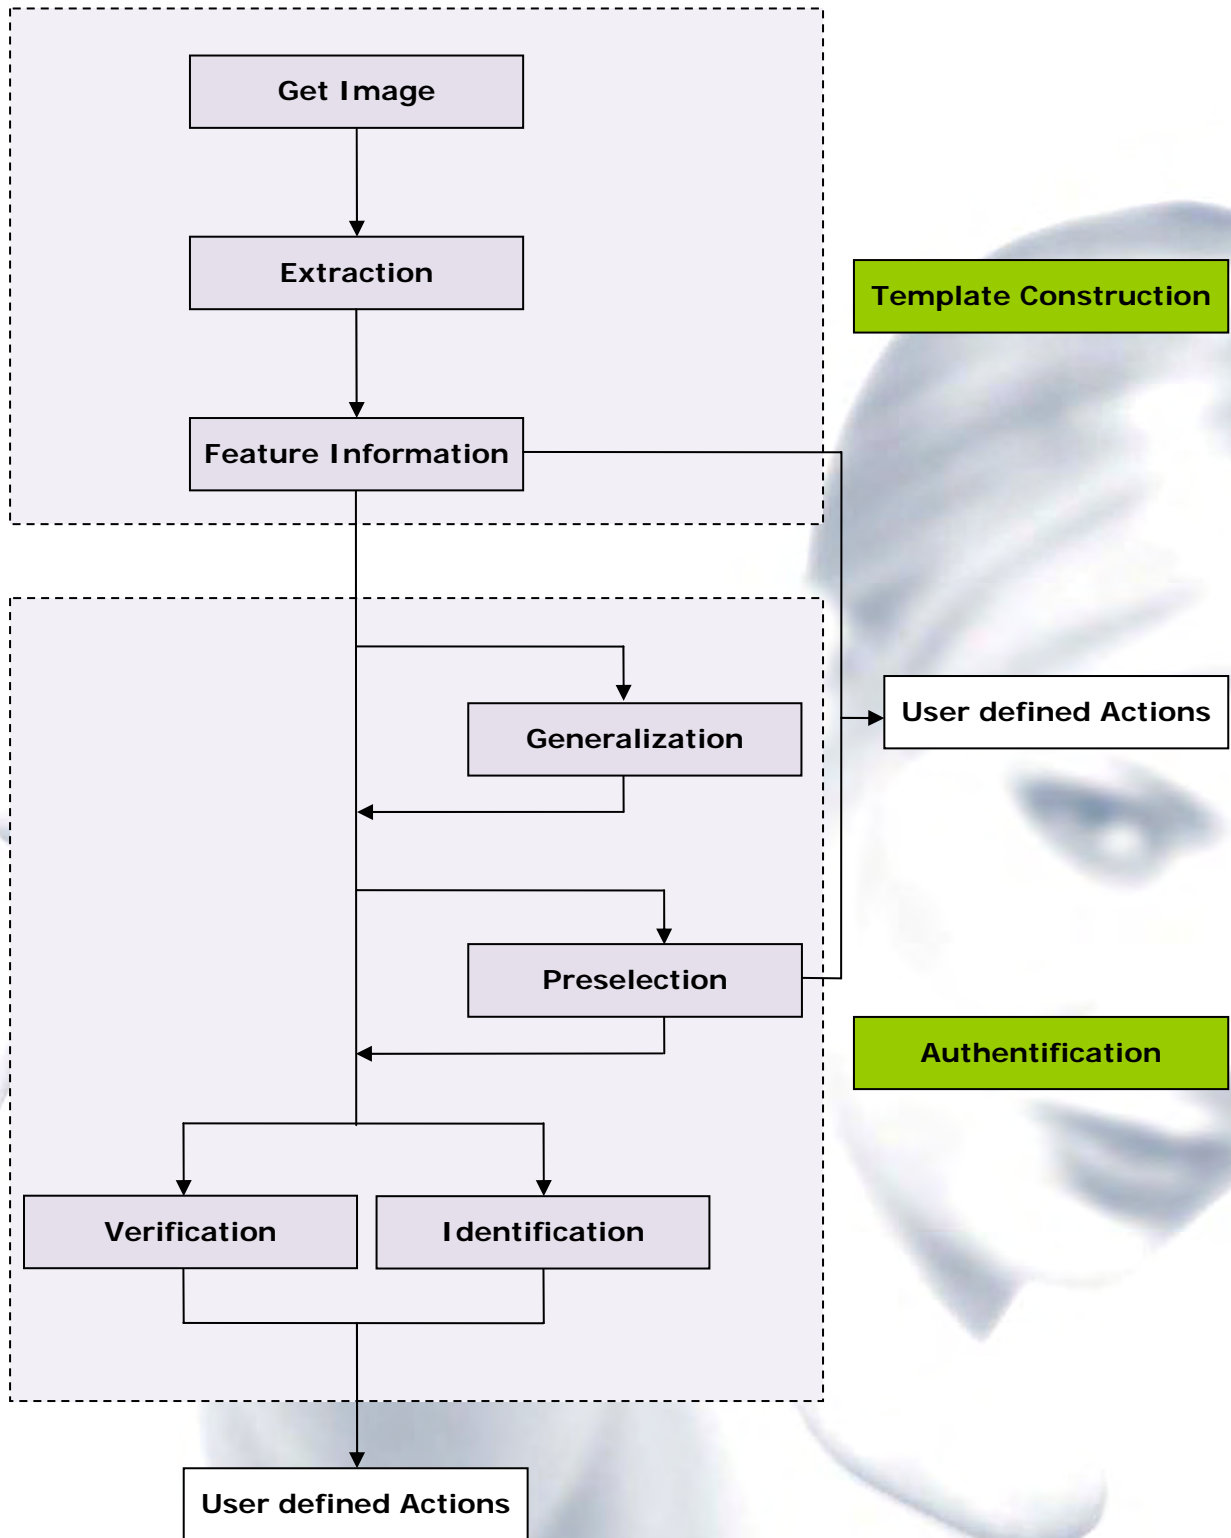 Get Image
Extraction
Template Construction
Feature Information
User defined Actions
Generalization
Preselection
Authentification
Verification
Identification
User defined Actions